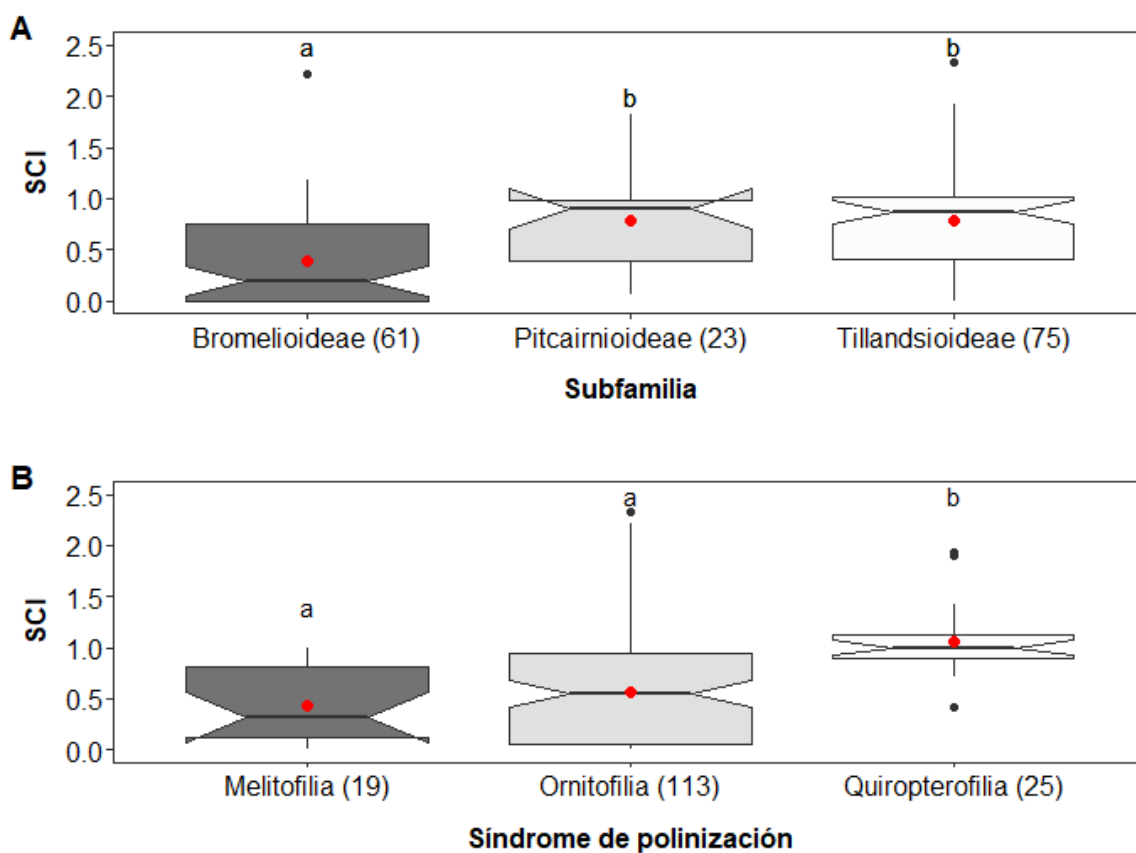 A
a
b
b
SCI
2.5
2.0
1.5
1.0
0.5
0.0
Bromelioideae (61) Pitcairnioideae (23) Tillandsioideae (75)
Subfamilia
B
a
a
b
SCI
2.5
2.0
1.5
1.0
0.5
0.0
Melitofilia (19) Ornitofilia (113) Quiropterofilia (25)
Síndrome de polinización